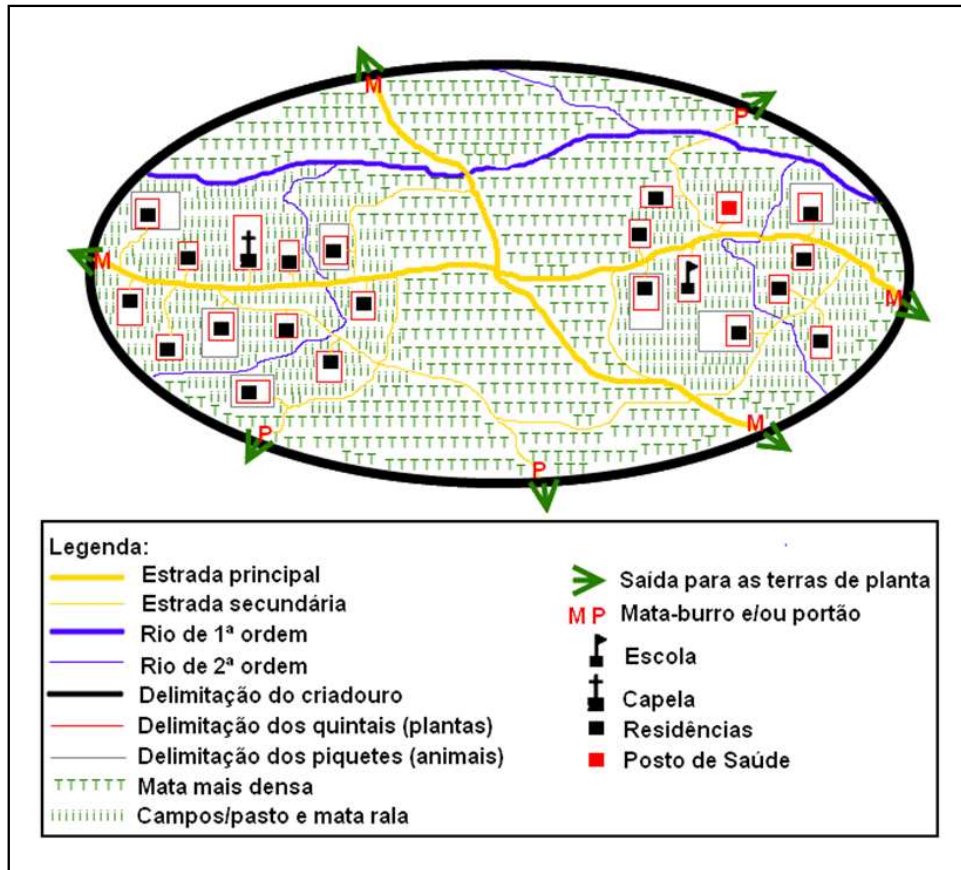 M
P
M
M
P
M
P
Legenda:
Estrada principal
Estrada secundária
Rio de 1ª ordem
Rio de 2ª ordem
Delimitação do criadouro
Delimitação dos quintais (plantas)
Delimitação dos piquetes (animais)
Mata mais densa
Campos/pasto e mata rala
Saída para as terras de planta
M P Mata-burro e/ou portão
Escola
Capela
Residências
Posto de Saúde